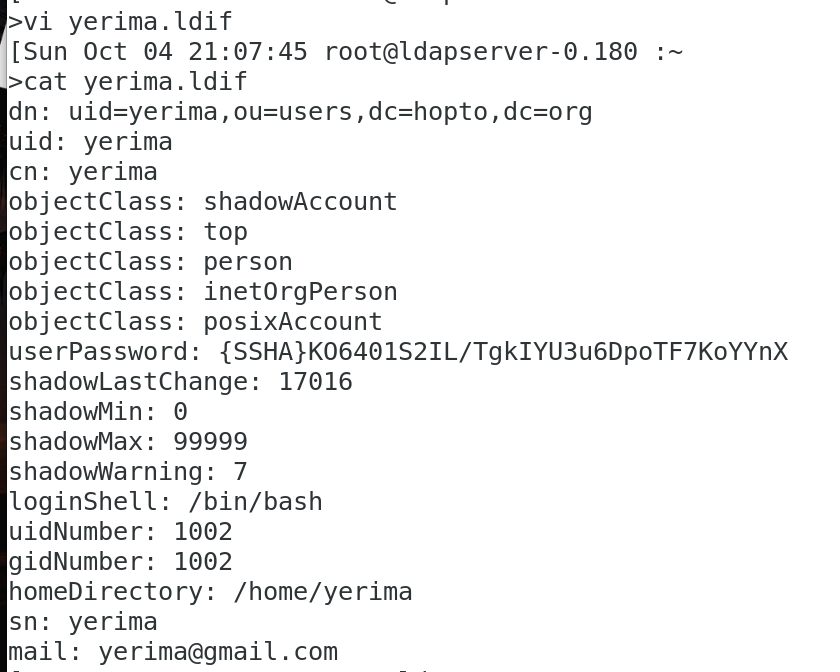 >vi yerima.ldif
[Sun Oct 04 21:07:45 root@ldapserver-0.180 :~
>cat yerima.ldif
dn: uid=yerima,ou=users,dc=hopto,dc=org
uid: yerima
cn: yerima
objectClass: shadowAccount
objectClass: top
objectClass: person
objectClass: inetOrgPerson
objectClass: posixAccount
userPassword: {SSHA}KO6401S2IL/TgkIYU3u6DpoTF7KoYYnX
shadowLastChange: 17016
shadowMin: 0
shadowMax: 99999
shadowWarning: 7
loginShell: /bin/bash
uidNumber: 1002
gidNumber: 1002
homeDirectory: /home/yerima
sn: yerima
mail: yerima@gmail.com